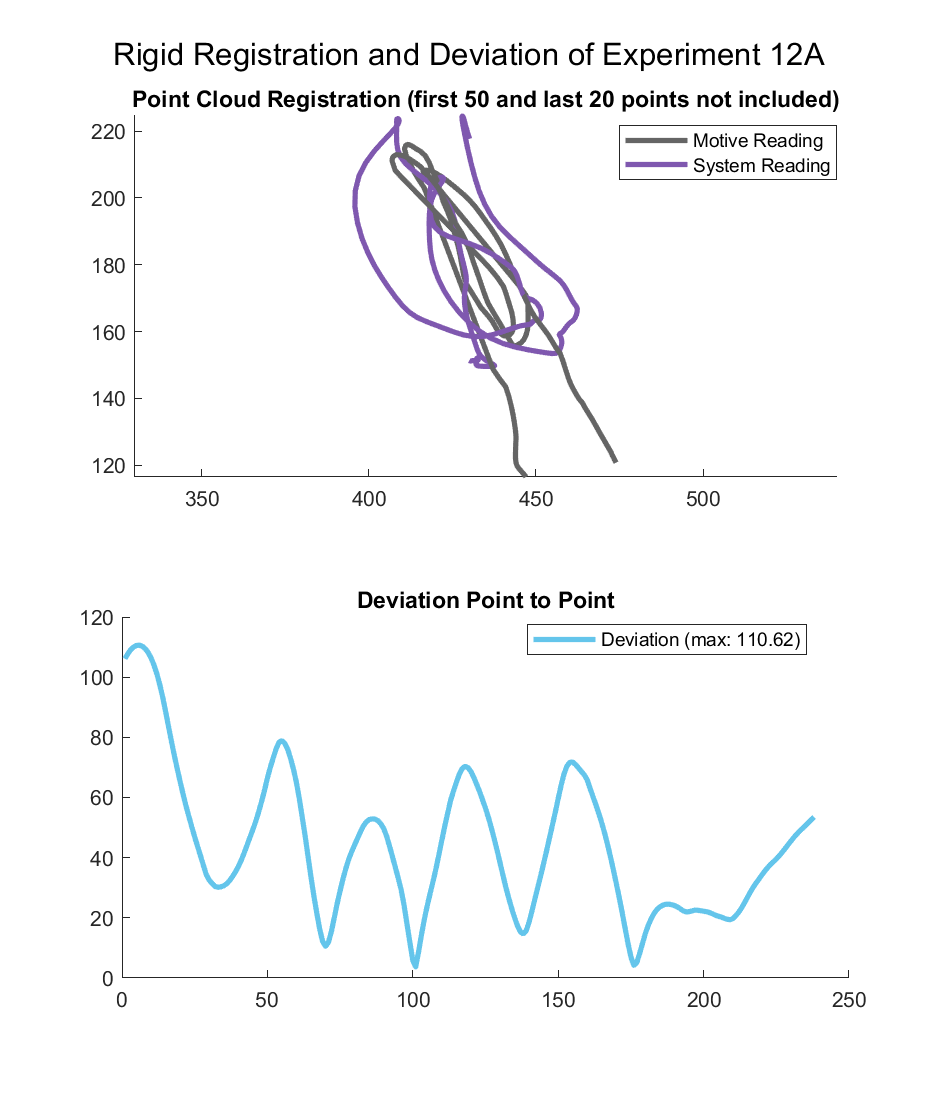 Rigid Registration and Deviation of Experiment 12A
Point Cloud Registration (first 50 and last 20 points not included)
220
200
180
160
140
120
350 400 450 500
Motive Reading
System Reading
Deviation Point to Point
120
100
80
60
40
20
0
0 50 100 150 200 250
Deviation (max: 110.62)